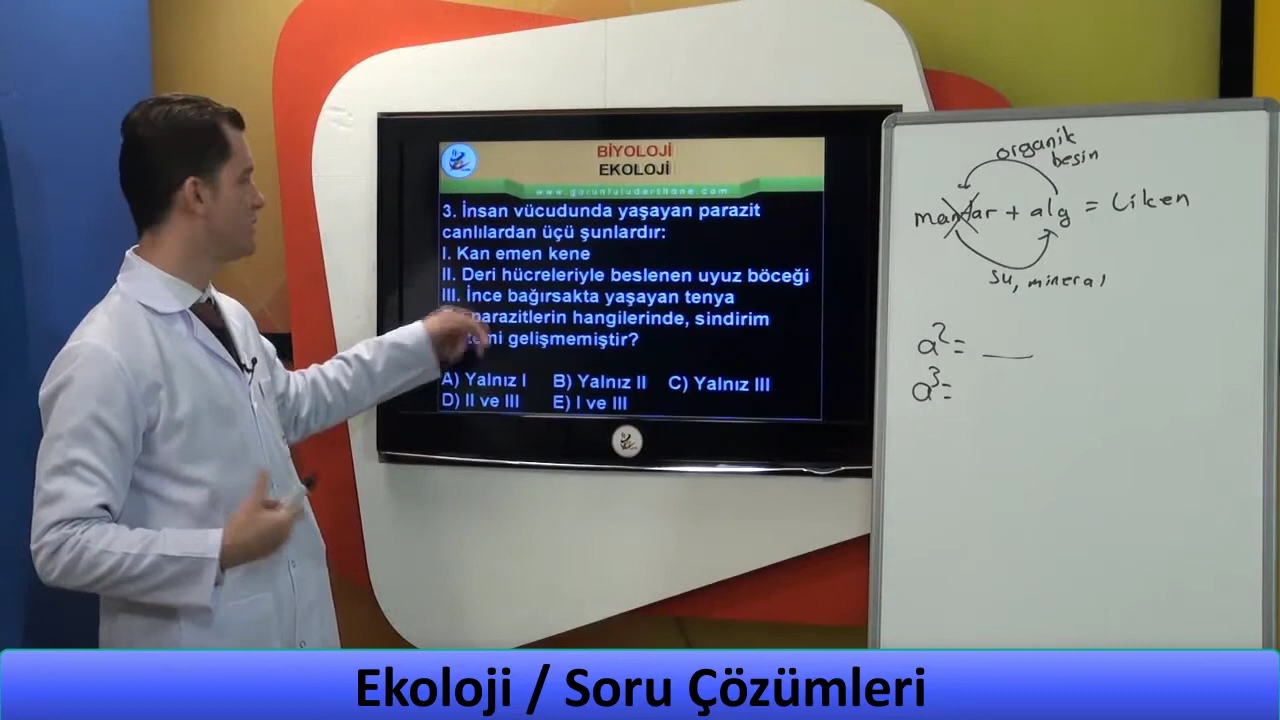 BİYOLOJİ
EKOLOJİ
www.goruntuludershane.com
3. İnsan vücudunda yaşayan parazit
canlılardan üçü şunlardır:
I. Kan emen kene
II. Deri hücreleriyle beslenen uyuz böceği
III. İnce bağırsakta yaşayan tenya
parazitlerin hangilerinde, sindirim
gelişmemiştir?
A) Yalnız I B) Yalnız II C) Yalnız III
D) II ve III E) I ve III
organik
besin
mantar + alg = Liken
su, mineral
a²=
a³=
Ekoloji / Soru Çözümleri